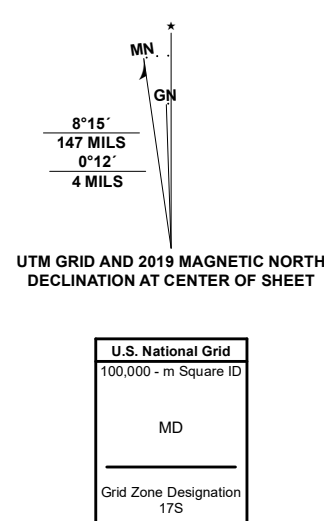 ★
MN
GN
8°15´
147 MILS
0°12´
4 MILS
UTM GRID AND 2019 MAGNETIC NORTH
DECLINATION AT CENTER OF SHEET
U.S. National Grid
100,000 - m Square ID
MD
Grid Zone Designation
17S